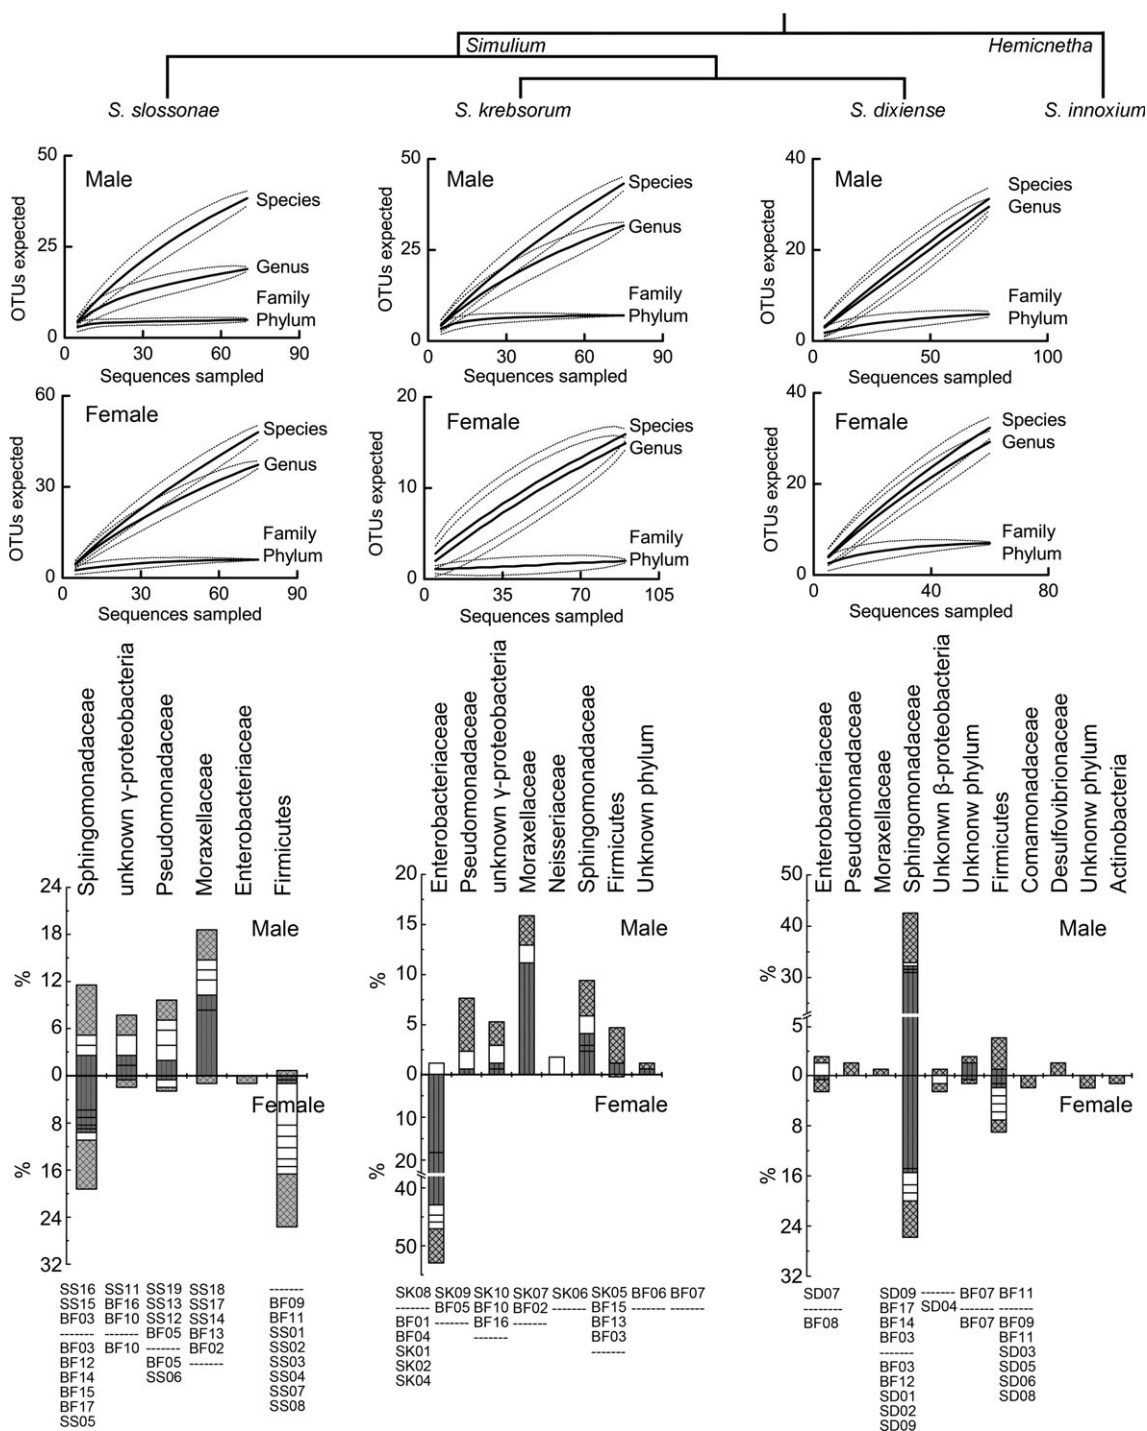 Simulium
Hemicnetha
S. slossonae
S. krebsorum
S. dixiense
S. innoxium
50
Male
Species
OTUs expected
25
Genus
Family
Phylum
0
0
30
60
90
Sequences sampled
50
Male
Species
OTUs expected
25
Genus
Family
Phylum
0
0
30
60
90
Sequences sampled
40
Male
Species
Genus
OTUs expected
20
Family
Phylum
0
0
50
100
Sequences sampled
60
Female
Species
OTUs expected
30
Genus
Family
Phylum
0
0
30
60
90
Sequences sampled
20
Female
Species
Genus
OTUs expected
10
Family
Phylum
0
0
35
70
105
Sequences sampled
40
Female
Species
Genus
OTUs expected
20
Family
Phylum
0
0
40
80
Sequences sampled
Sphingomonadaceae
unknown γ-proteobacteria
Pseudomonadaceae
Moraxellaceae
Enterobacteriaceae
Firmicutes
24
18
12
6
0
8
16
24
32
%
%
Male
Female
SS16
SS15
BF03
-------
BF03
BF12
BF14
BF15
BF17
SS05
SS11
BF16
BF10
-------
BF10
SS19
SS13
SS12
BF05
-------
BF05
SS06
SS18
SS17
SS14
BF13
BF02
-------
-------
BF09
BF11
SS01
SS02
SS03
SS04
SS07
SS08
Enterobacteriaceae
Pseudomonadaceae
unknown γ-proteobacteria
Moraxellaceae
Neisseriaceae
Sphingomonadaceae
Firmicutes
Unknown phylum
20
15
10
5
0
10
20
40
50
%
%
Male
Female
SK08
-------
BF01
BF04
SK01
SK02
SK04
SK09
BF05
-------
SK10
BF10
BF16
-------
SK07
BF02
-------
SK06
-------
SK05
BF15
BF13
BF03
-------
BF06
-------
BF07
-------
Enterobacteriaceae
Pseudomonadaceae
Moraxellaceae
Sphingomonadaceae
Unkonwn β-proteobacteria
Unknonw phylum
Firmicutes
Comamonadaceae
Desulfovibrionaceae
Unknonw phylum
Actinobacteria
50
40
30
5
0
8
16
24
32
%
%
Male
Female
SD07
-------
BF08
SD09
BF17
BF14
BF03
-------
BF03
BF12
SD01
SD02
SD09
-------
SD04
BF07
-------
BF07
BF11
-------
BF09
BF11
SD03
SD05
SD06
SD08